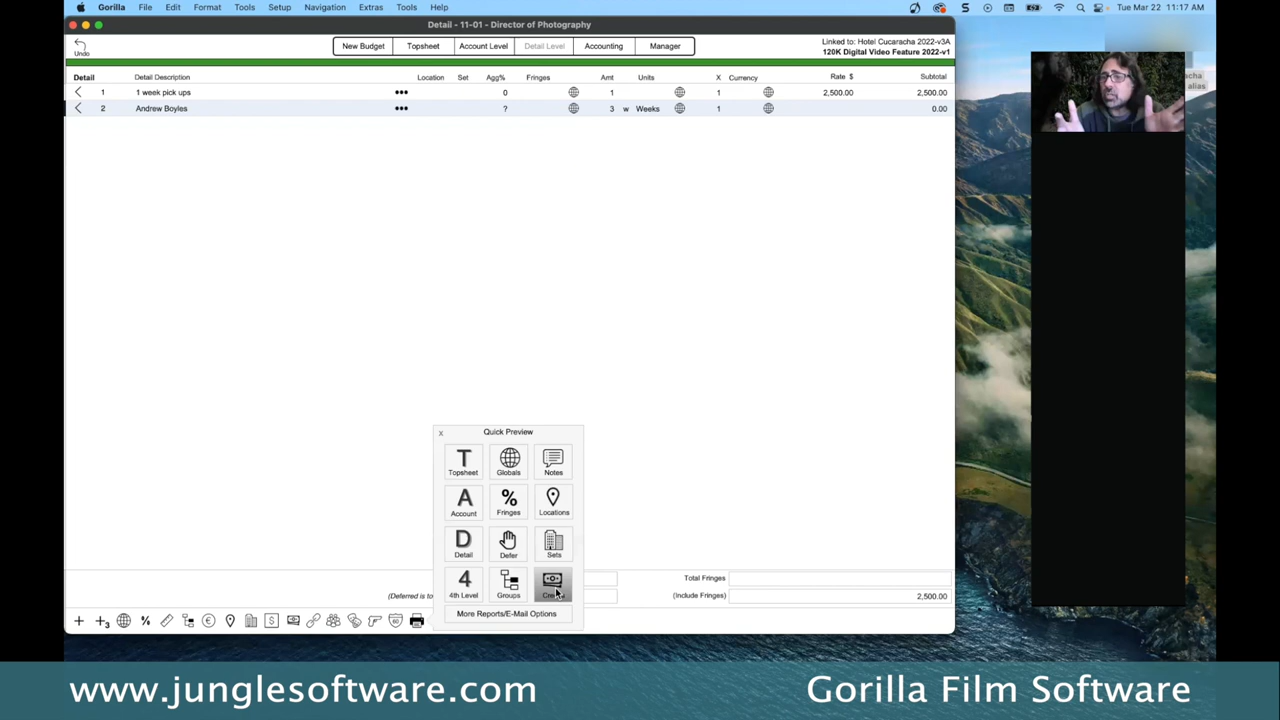 Gorilla File Edit Format Tools Setup Navigation Extras Tools Help Tue Mar 22 11:17 AM
Detail - 11-01 - Director of Photography
Undo
New Budget Topsheet Account Level Detail Level Accounting Manager
Linked to: Hotel Cucaracha 2022-v3A
120K Digital Video Feature 2022-v1
Detail Detail Description Location Set Agg% Fringes Amt Units X Currency Rate $ Subtotal
1 1 week pick ups ••• 0 1 1 2,500.00 2,500.00
2 Andrew Boyles ••• ? 3 w Weeks 1 0.00
alias
x Quick Preview
T Topsheet Globals Notes
A Account % Fringes Locations
D Detail Defer Sets
4 4th Level Groups
More Reports/E-Mail Options
Total Fringes
(Include Fringes) 2,500.00
www.junglesoftware.com Gorilla Film Software